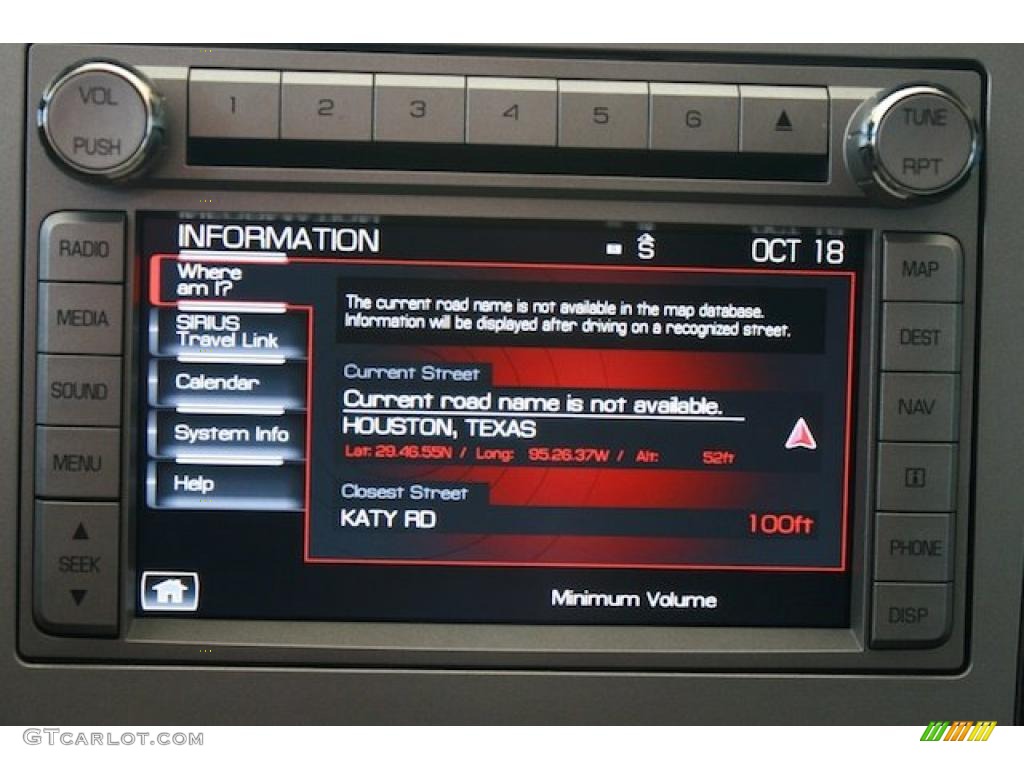 VOL
PUSH
1 2 3 4 5 6
TUNE
RPT
RADIO
MEDIA
SOUND
MENU
SEEK
INFORMATION
S
OCT 18
Where
am I?
SIRIUS
Travel Link
Calendar
System Info
Help
The current road name is not available in the map database.
Information will be displayed after driving on a recognized street.
Current Street
Current road name is not available.
HOUSTON, TEXAS
Lat: 29.46.55N / Long: 95.26.37W / Alt: 52ft
Closest Street
KATY RD 100ft
Minimum Volume
MAP
DEST
NAV
i
PHONE
DISP
GTCARLOT.COM